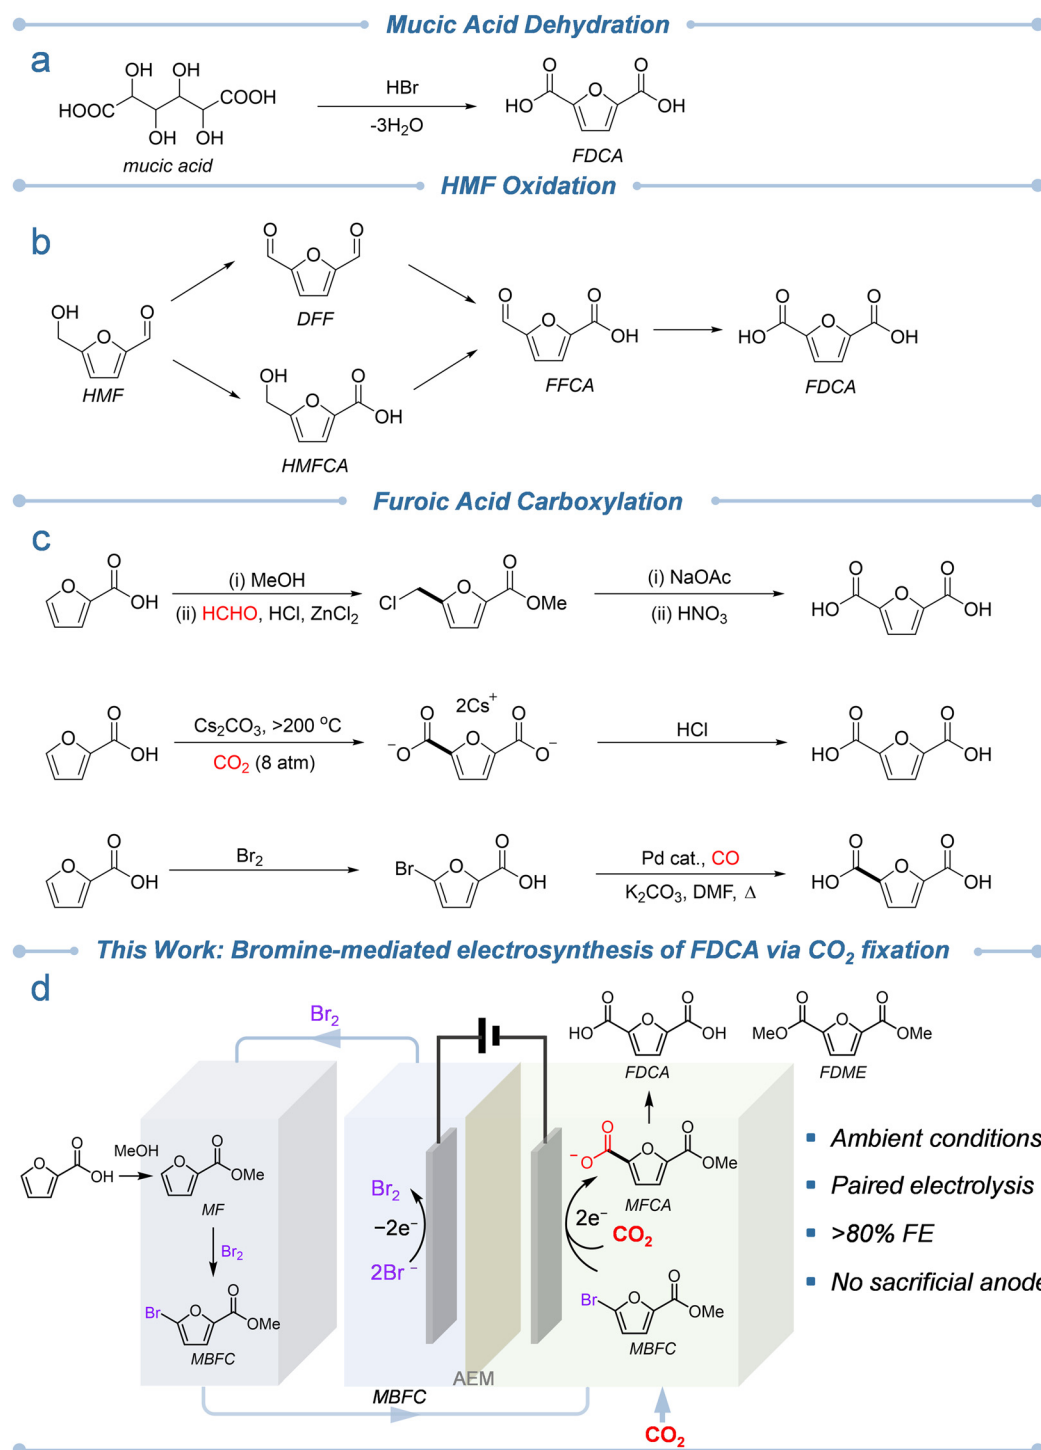 Mucic Acid Dehydration
a
OH OH
HOOC COOH
OH OH
mucic acid
HBr
-3H₂O
O O
HO O OH
FDCA
HMF Oxidation
b
O O
O
DFF
OH O
O
HMF
OH O
O OH
HMFCA
O O
O OH
FFCA
O O
HO O OH
FDCA
Furoic Acid Carboxylation
c
O
O OH
(i) MeOH
(ii) HCHO, HCl, ZnCl₂
O
Cl O OMe
(i) NaOAc
(ii) HNO₃
O O
HO O OH
O
O OH
Cs₂CO₃, >200 °C
CO₂ (8 atm)
2Cs⁺
O O
⁻O O O⁻
HCl
O O
HO O OH
O
O OH
Br₂
O
Br O OH
Pd cat., CO
K₂CO₃, DMF, Δ
O O
HO O OH
This Work: Bromine-mediated electrosynthesis of FDCA via CO₂ fixation
d
Br₂
O O
HO O OH
FDCA
O O
MeO O OMe
FDME
O
O OH
MeOH
O
O OMe
MF
Br₂
O
Br O OMe
MBFC
Br₂
−2e⁻
2Br⁻
O O
⁻O O OMe
MFCA
2e⁻
CO₂
O
Br O OMe
MBFC
AEM
MBFC
CO₂
▪ Ambient conditions
▪ Paired electrolysis
▪ >80% FE
▪ No sacrificial anode